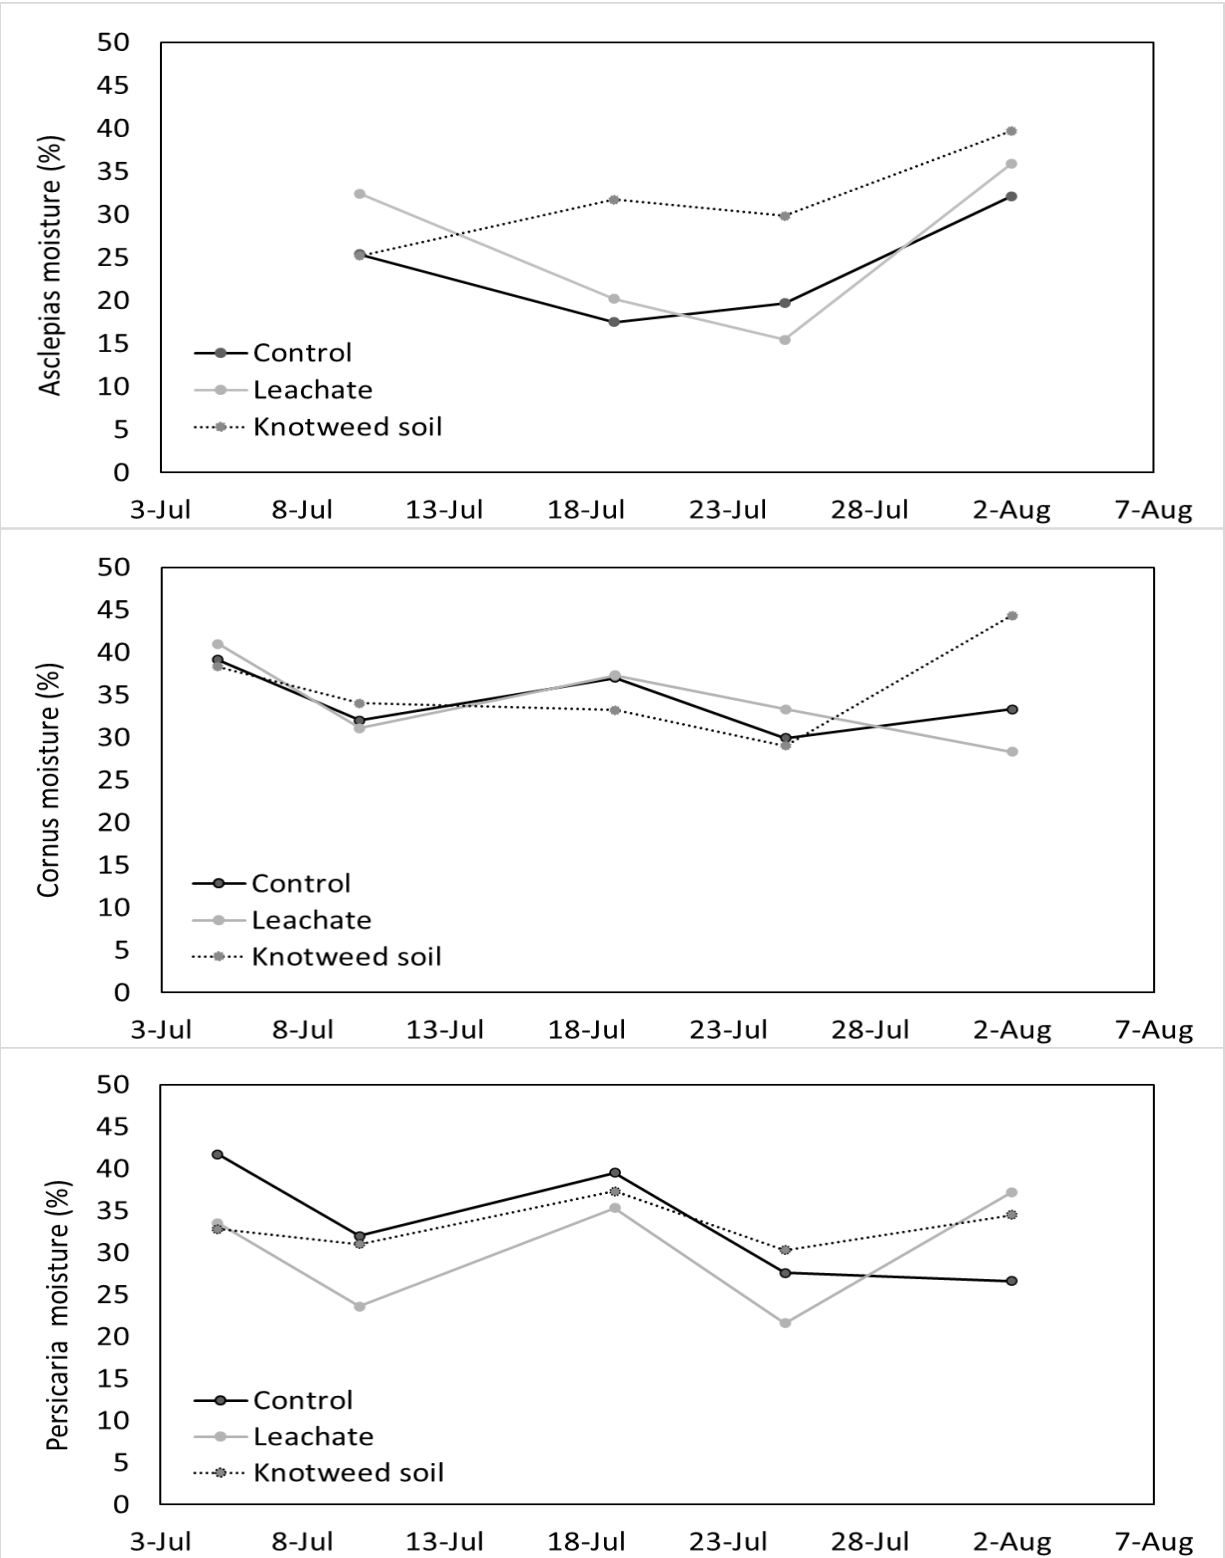 50
45
40
35
30
25
20
15
10
5
0
Asclepias moisture (%)
Control
Leachate
Knotweed soil
3-Jul 8-Jul 13-Jul 18-Jul 23-Jul 28-Jul 2-Aug 7-Aug
50
45
40
35
30
25
20
15
10
5
0
Cornus moisture (%)
Control
Leachate
Knotweed soil
3-Jul 8-Jul 13-Jul 18-Jul 23-Jul 28-Jul 2-Aug 7-Aug
50
45
40
35
30
25
20
15
10
5
0
Persicaria moisture (%)
Control
Leachate
Knotweed soil
3-Jul 8-Jul 13-Jul 18-Jul 23-Jul 28-Jul 2-Aug 7-Aug